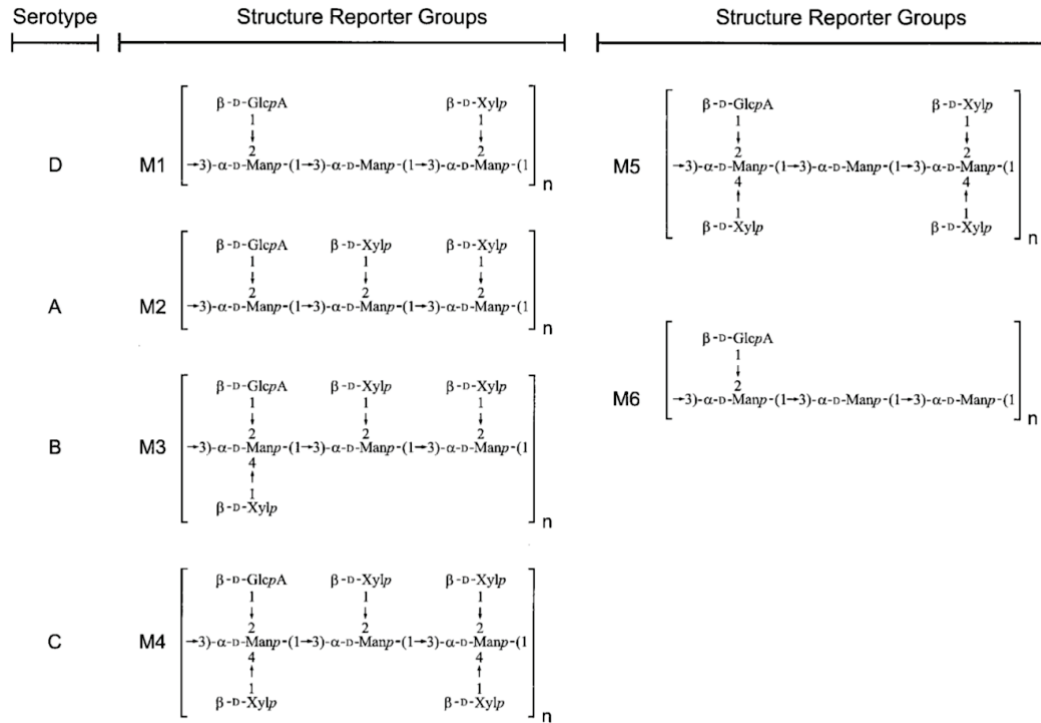 Serotype Structure Reporter Groups Structure Reporter Groups
β-D-GlcpA β-D-Xylp
1 1
↓ ↓
2 2
D M1 [→3)-α-D-Manp-(1→3)-α-D-Manp-(1→3)-α-D-Manp-(1]n
β-D-GlcpA β-D-Xylp β-D-Xylp
1 1 1
↓ ↓ ↓
2 2 2
A M2 [→3)-α-D-Manp-(1→3)-α-D-Manp-(1→3)-α-D-Manp-(1]n
β-D-GlcpA β-D-Xylp β-D-Xylp
1 1 1
↓ ↓ ↓
2 2 2
B M3 [→3)-α-D-Manp-(1→3)-α-D-Manp-(1→3)-α-D-Manp-(1]n
4
↑
1
β-D-Xylp
β-D-GlcpA β-D-Xylp β-D-Xylp
1 1 1
↓ ↓ ↓
2 2 2
C M4 [→3)-α-D-Manp-(1→3)-α-D-Manp-(1→3)-α-D-Manp-(1]n
4 4
↑ ↑
1 1
β-D-Xylp β-D-Xylp
β-D-GlcpA β-D-Xylp
1 1
↓ ↓
2 2
M5 [→3)-α-D-Manp-(1→3)-α-D-Manp-(1→3)-α-D-Manp-(1]n
4 4
↑ ↑
1 1
β-D-Xylp β-D-Xylp
β-D-GlcpA
1
↓
2
M6 [→3)-α-D-Manp-(1→3)-α-D-Manp-(1→3)-α-D-Manp-(1]n